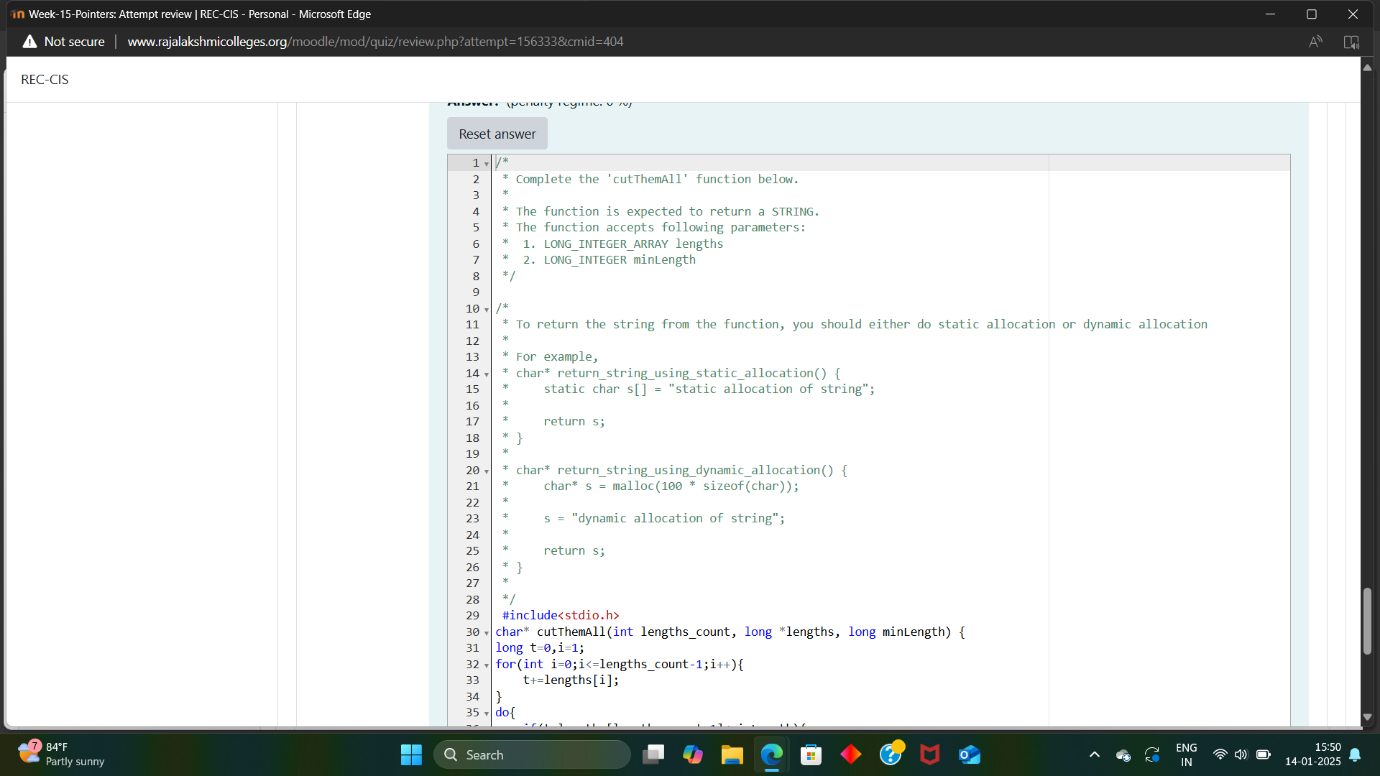 Week-15-Pointers: Attempt review | REC-CIS - Personal - Microsoft Edge
Not secure | www.rajalakshmicolleges.org/moodle/mod/quiz/review.php?attempt=156333&cmid=404
REC-CIS
Answer: (penalty regime: 0 %)
Reset answer
1 /*
2 * Complete the 'cutThemAll' function below.
3 *
4 * The function is expected to return a STRING.
5 * The function accepts following parameters:
6 * 1. LONG_INTEGER_ARRAY lengths
7 * 2. LONG_INTEGER minLength
8 */
9
10 /*
11 * To return the string from the function, you should either do static allocation or dynamic allocation
12 *
13 * For example,
14 * char* return_string_using_static_allocation() {
15 * static char s[] = "static allocation of string";
16 *
17 * return s;
18 * }
19 *
20 * char* return_string_using_dynamic_allocation() {
21 * char* s = malloc(100 * sizeof(char));
22 *
23 * s = "dynamic allocation of string";
24 *
25 * return s;
26 * }
27 *
28 */
29 #include<stdio.h>
30 char* cutThemAll(int lengths_count, long *lengths, long minLength) {
31 long t=0,i=1;
32 for(int i=0;i<=lengths_count-1;i++){
33 t+=lengths[i];
34 }
35 do{
7
84°F
Partly sunny
Search
ENG
IN
15:50
14-01-2025